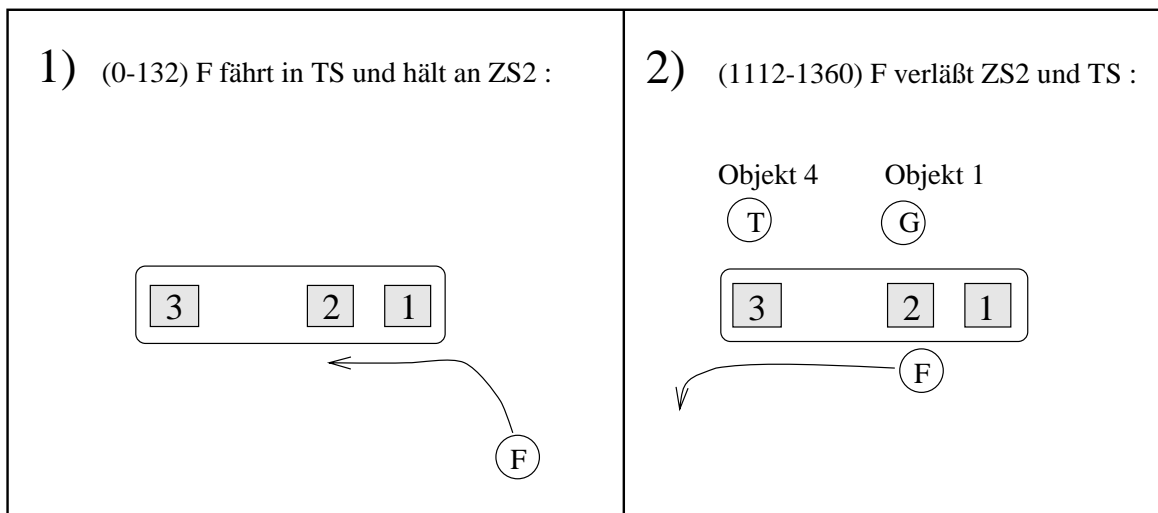 1) (0-132) F fährt in TS und hält an ZS2 :
3 2 1
F
2) (1112-1360) F verläßt ZS2 und TS :
Objekt 4 Objekt 1
T G
3 2 1
F